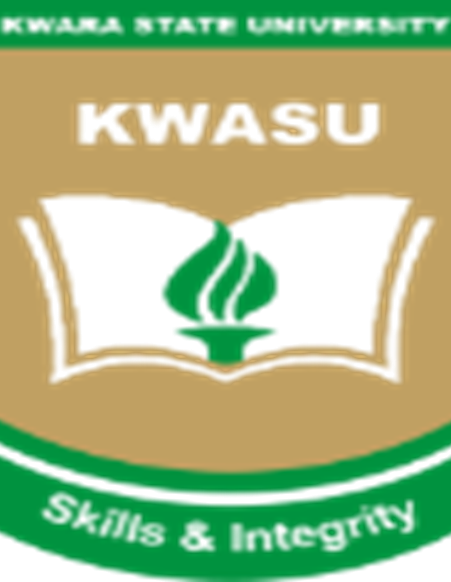 KWARA STATE UNIVERSITY
KWASU
Skills & Integrity